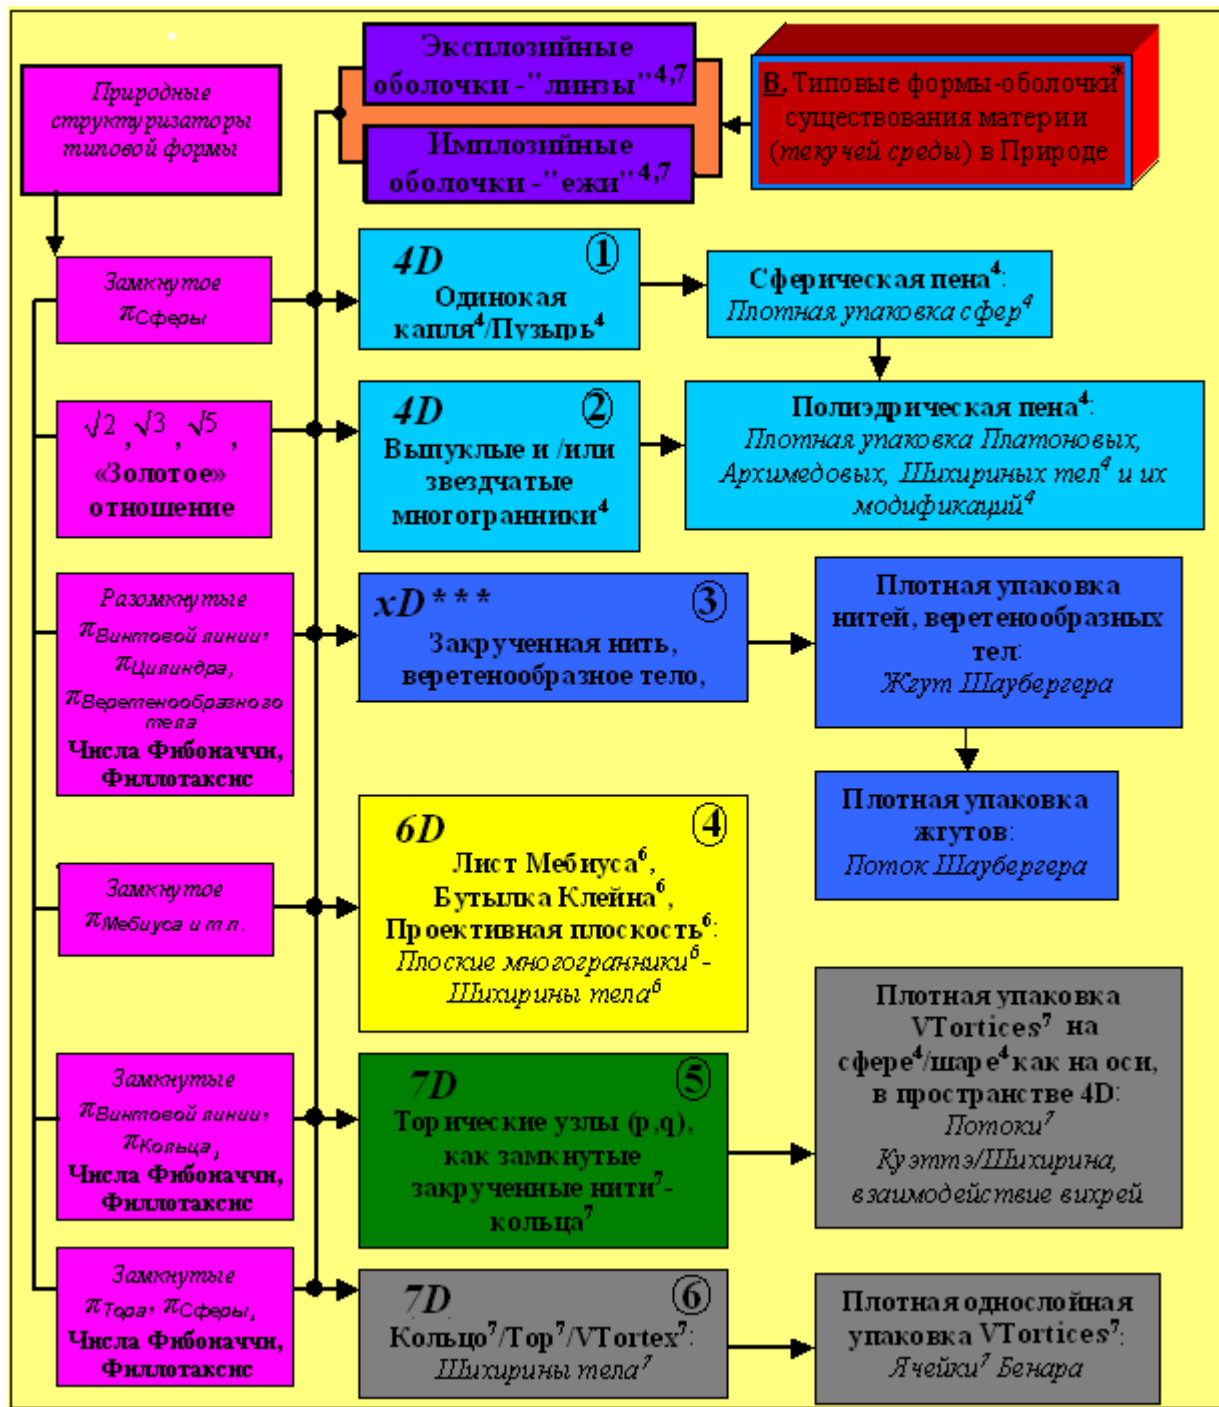 Эксплозийные
оболочки -"линзы"4,7
Имплозийные
оболочки -"ежи"4,7
В. Типовые формы-оболочки*
существования материи
(текучей среды) в Природе
Природные
структуризаторы
типовой формы
Замкнутое
πСферы
4D ①
Одинокая
капля4/Пузырь4
Сферическая пена4:
Плотная упаковка сфер4
√2 , √3 , √5 ,
«Золотое»
отношение
4D ②
Выпуклые и /или
звездчатые
многогранники4
Полиэдрическая пена4:
Плотная упаковка Платоновых,
Архимедовых, Шихириных тел4 и их
модификаций4
Разомкнутые
πВинтовой линии,
πЦилиндра,
πВеретенообразного
тела
Числа Фибоначчи,
Филлотаксис
xD*** ③
Закрученная нить,
веретенообразное тело,
Плотная упаковка
нитей, веретенообразных
тел:
Жгут Шаубергера
Плотная упаковка
жгутов:
Поток Шаубергера
Замкнутое
πМебиуса и т п.
6D ④
Лист Мебиуса6,
Бутылка Клейна6,
Проективная плоскость6:
Плоские многогранники6-
Шихирины тела6
Замкнутые
πВинтовой линии,
πКольца,
Числа Фибоначчи,
Филлотаксис
7D ⑤
Торические узлы (p,q),
как замкнутые
закрученные нити7-
кольца7
Плотная упаковка
VTortices7 на
сфере4/шаре4 как на оси,
в пространстве 4D:
Потоки7
Куэттэ/Шихирина,
взаимодействие вихрей
Замкнутые
πТора, πСферы,
Числа Фибоначчи,
Филлотаксис
7D ⑥
Кольцо7/Тор7/VTortex7:
Шихирины тела7
Плотная однослойная
упаковка VTortices7:
Ячейки7 Бенара